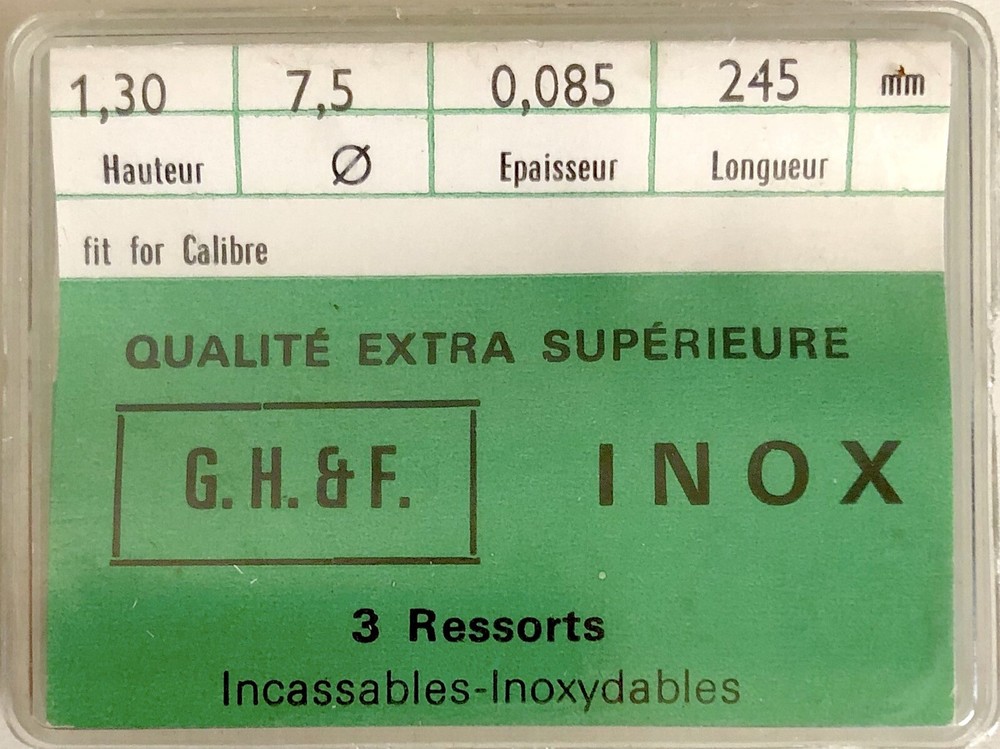 1,30 7,5 0,085 245 mm
Hauteur Ø Epaisseur Longueur
fit for Calibre
QUALITÉ EXTRA SUPÉRIEURE
G. H. & F. INOX
3 Ressorts
Incassables-Inoxydables